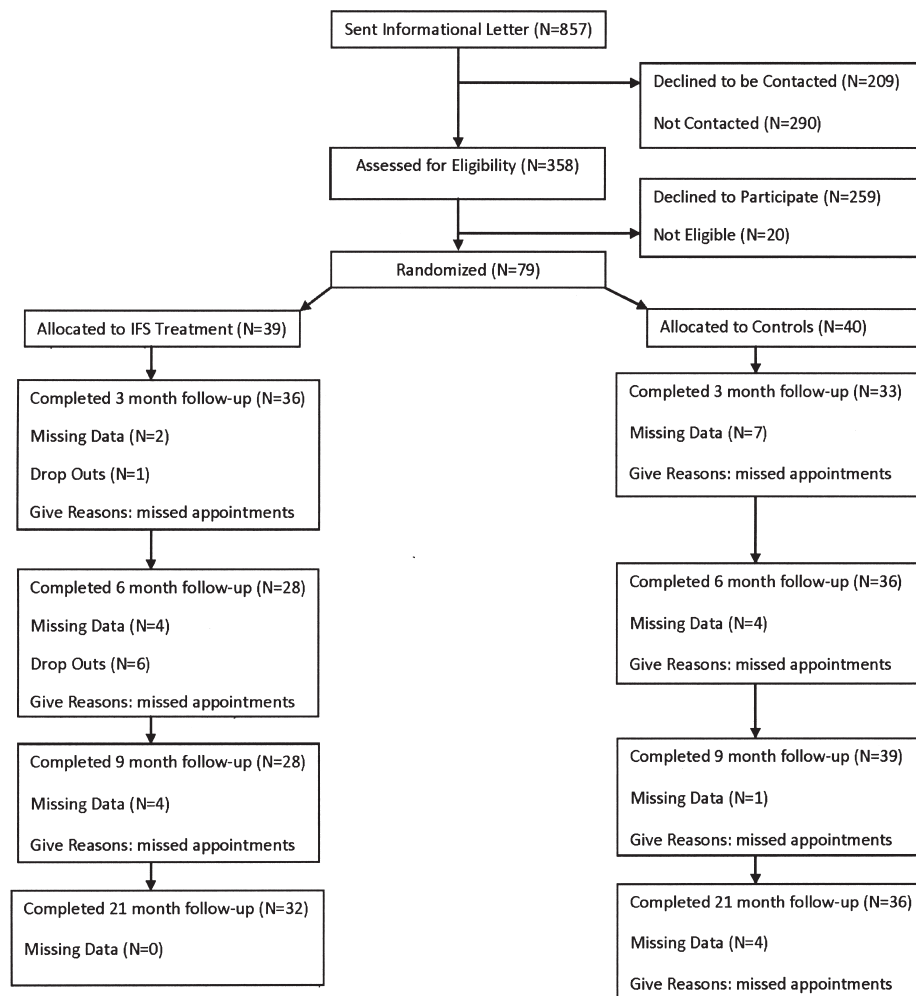 Sent Informational Letter (N=857)
Declined to be Contacted (N=209)
Not Contacted (N=290)
Assessed for Eligibility (N=358)
Declined to Participate (N=259)
Not Eligible (N=20)
Randomized (N=79)
Allocated to IFS Treatment (N=39)
Allocated to Controls (N=40)
Completed 3 month follow-up (N=36)
Missing Data (N=2)
Drop Outs (N=1)
Give Reasons: missed appointments
Completed 3 month follow-up (N=33)
Missing Data (N=7)
Give Reasons: missed appointments
Completed 6 month follow-up (N=28)
Missing Data (N=4)
Drop Outs (N=6)
Give Reasons: missed appointments
Completed 6 month follow-up (N=36)
Missing Data (N=4)
Give Reasons: missed appointments
Completed 9 month follow-up (N=28)
Missing Data (N=4)
Give Reasons: missed appointments
Completed 9 month follow-up (N=39)
Missing Data (N=1)
Give Reasons: missed appointments
Completed 21 month follow-up (N=32)
Missing Data (N=0)
Completed 21 month follow-up (N=36)
Missing Data (N=4)
Give Reasons: missed appointments